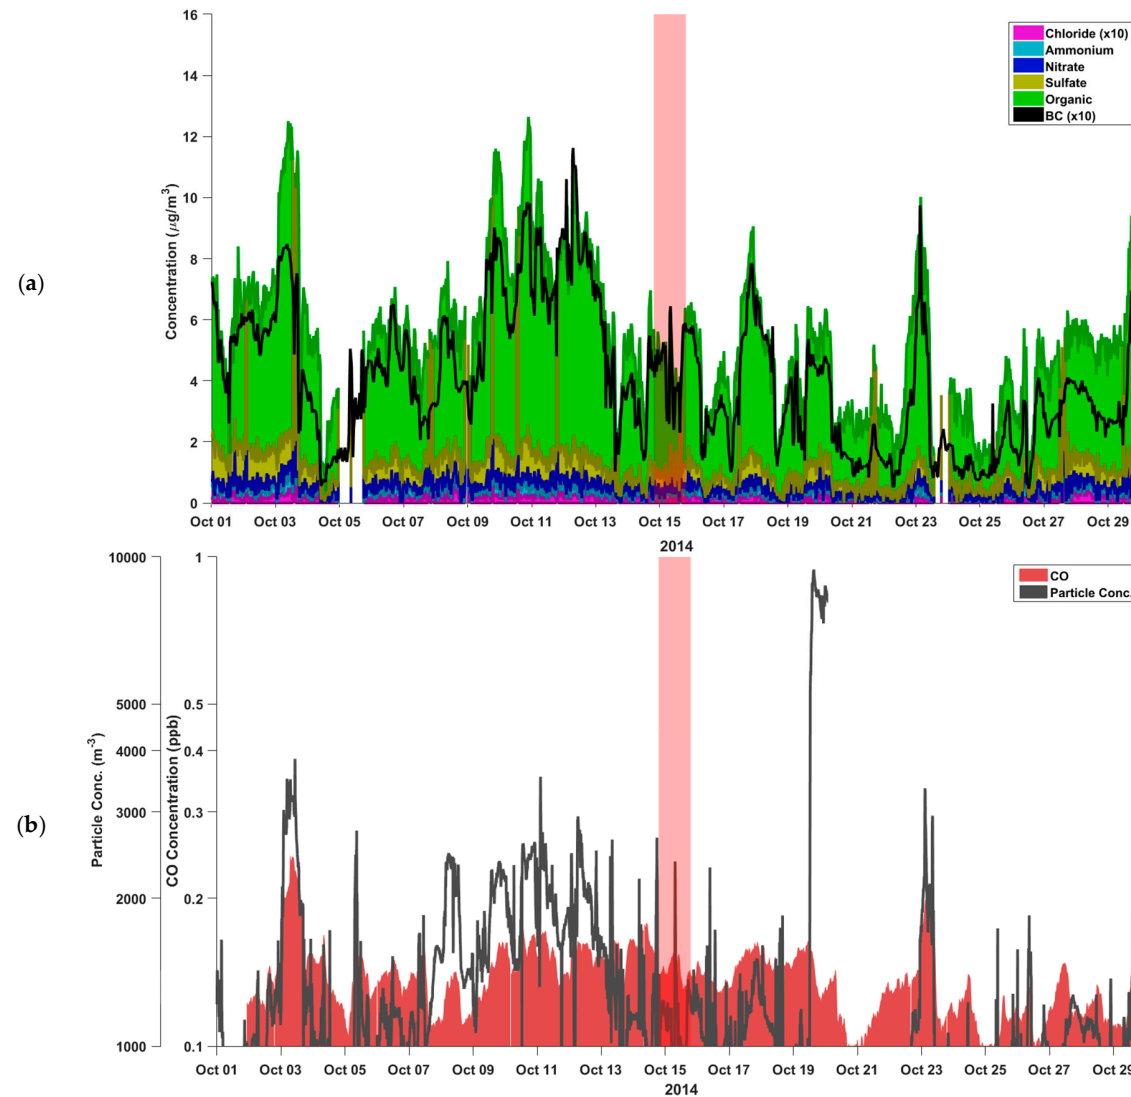 16
14
12
10
8
6
4
2
0
Concentration (μg/m³)
(a)
Chloride (x10)
Ammonium
Nitrate
Sulfate
Organic
BC (x10)
Oct 01 Oct 03 Oct 05 Oct 07 Oct 09 Oct 11 Oct 13 Oct 15 Oct 17 Oct 19 Oct 21 Oct 23 Oct 25 Oct 27 Oct 29
2014
10000
5000
4000
3000
2000
1000
Particle Conc. (m⁻³)
1
0.5
0.4
0.3
0.2
0.1
CO Concentration (ppb)
(b)
CO
Particle Conc.
Oct 01 Oct 03 Oct 05 Oct 07 Oct 09 Oct 11 Oct 13 Oct 15 Oct 17 Oct 19 Oct 21 Oct 23 Oct 25 Oct 27 Oct 29
2014